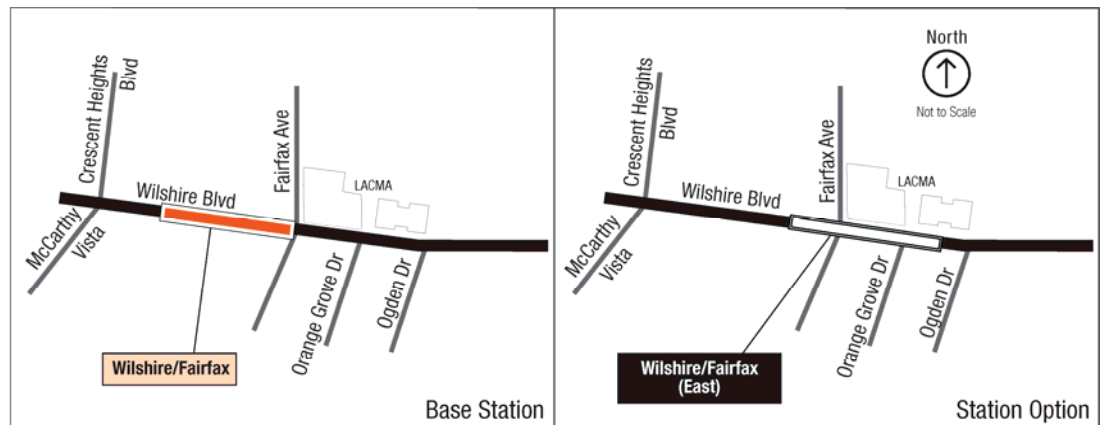 Crescent Heights
Blvd
Fairfax Ave
LACMA
Wilshire Blvd
McCarthy
Vista
Orange Grove Dr
Ogden Dr
Wilshire/Fairfax
Base Station
North
Not to Scale
Crescent Heights
Blvd
Fairfax Ave
LACMA
Wilshire Blvd
McCarthy
Vista
Orange Grove Dr
Ogden Dr
Wilshire/Fairfax
(East)
Station Option